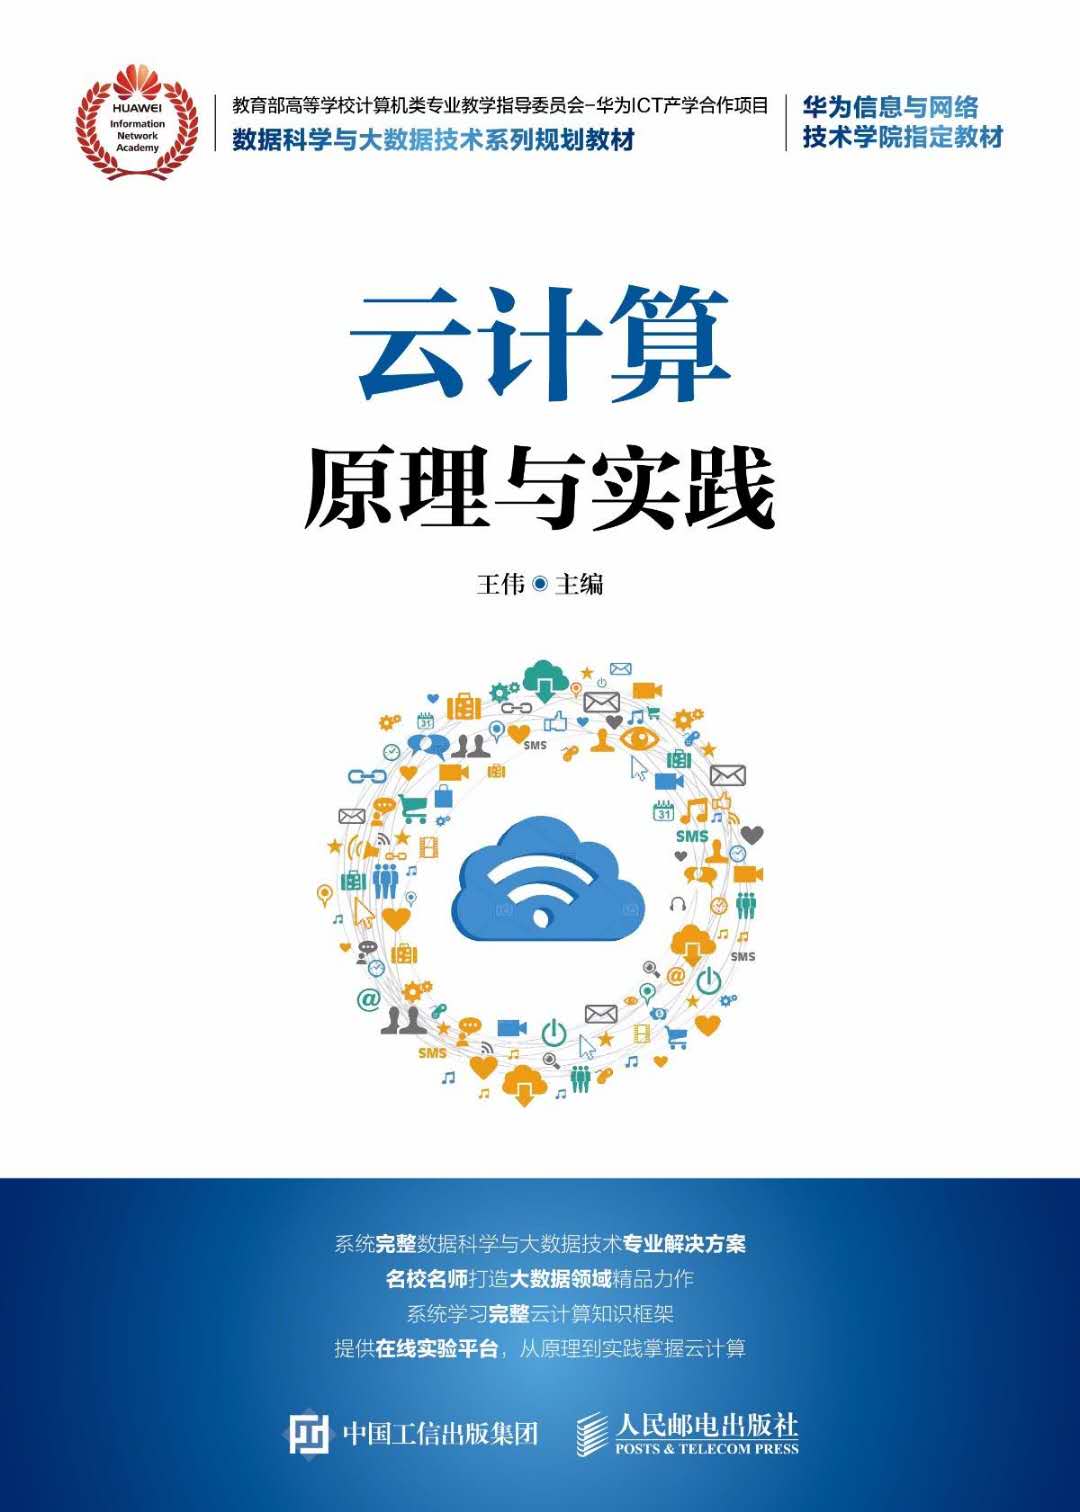 HUAWEI
Information
Network
Academy
教育部高等学校计算机类专业教学指导委员会-华为ICT产学合作项目
数据科学与大数据技术系列规划教材
华为信息与网络
技术学院指定教材
云计算
原理与实践
王伟 主编
31
SMS
31
SMS
SMS
SMS
系统完整数据科学与大数据技术专业解决方案
名校名师打造大数据领域精品力作
系统学习完整云计算知识框架
提供在线实验平台，从原理到实践掌握云计算
中国工信出版集团
人民邮电出版社
POSTS & TELECOM PRESS